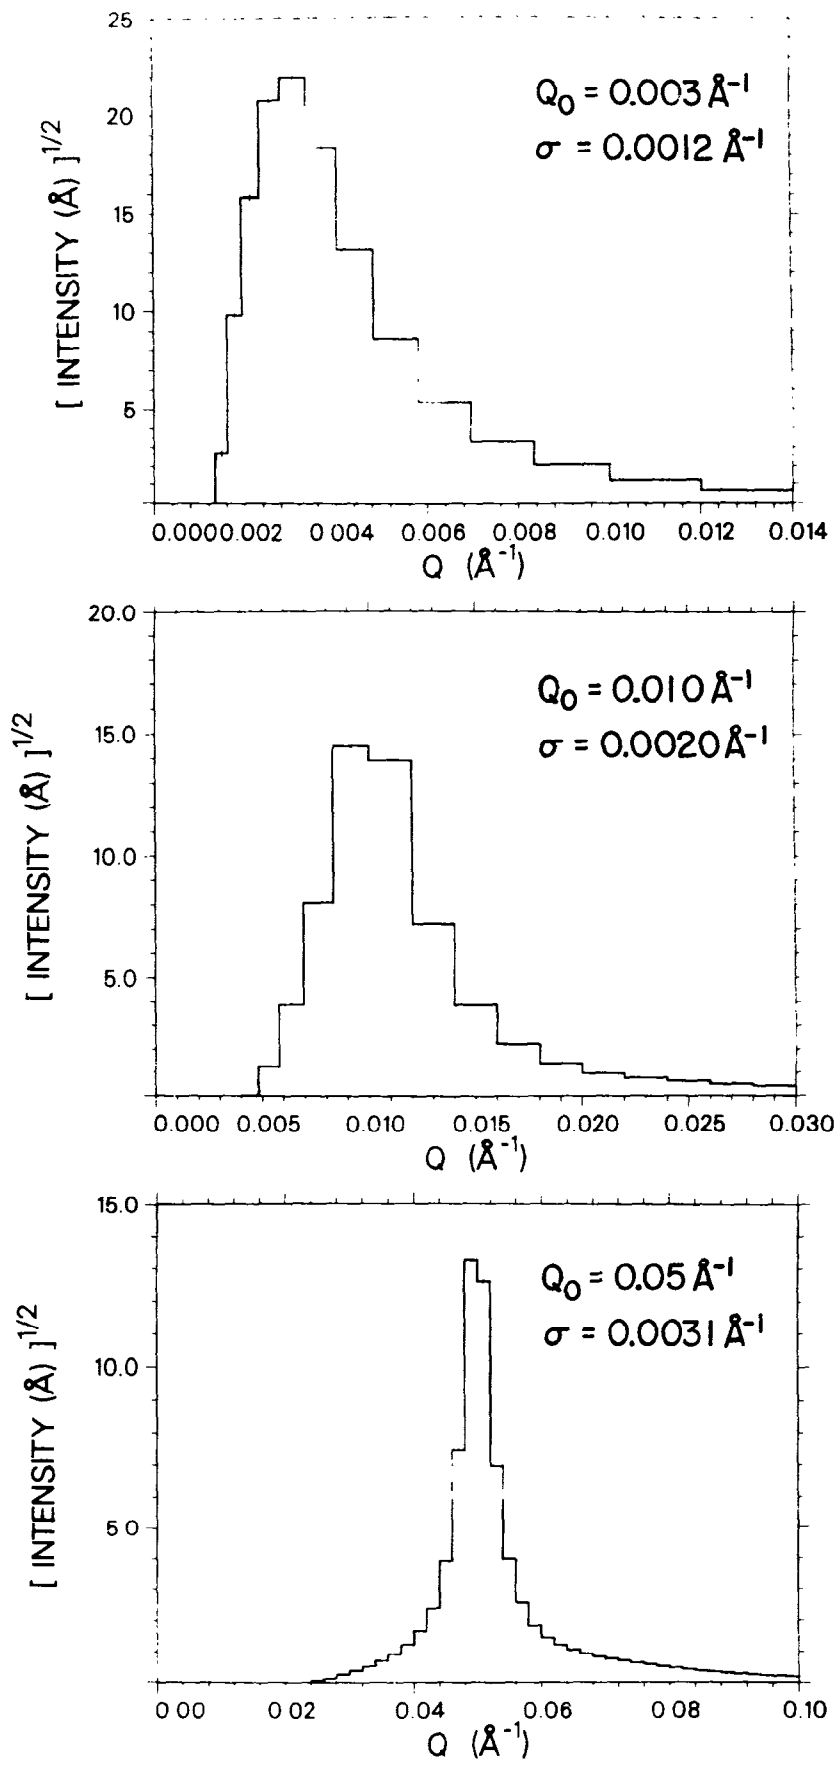 25
20
15
10
5
[ INTENSITY (Å) ]^1/2
Q₀ = 0.003 Å⁻¹
σ = 0.0012 Å⁻¹
0.000 0.002 0 004 0.006 0.008 0.010 0.012 0.014
Q (Å⁻¹)
20.0
15.0
10.0
5.0
[ INTENSITY (Å) ]^1/2
Q₀ = 0.010 Å⁻¹
σ = 0.0020 Å⁻¹
0.000 0.005 0.010 0.015 0.020 0.025 0.030
Q (Å⁻¹)
15.0
10.0
5 0
[ INTENSITY (Å) ]^1/2
Q₀ = 0.05 Å⁻¹
σ = 0.0031 Å⁻¹
0 00 0 02 0.04 0.06 0 08 0.10
Q (Å⁻¹)